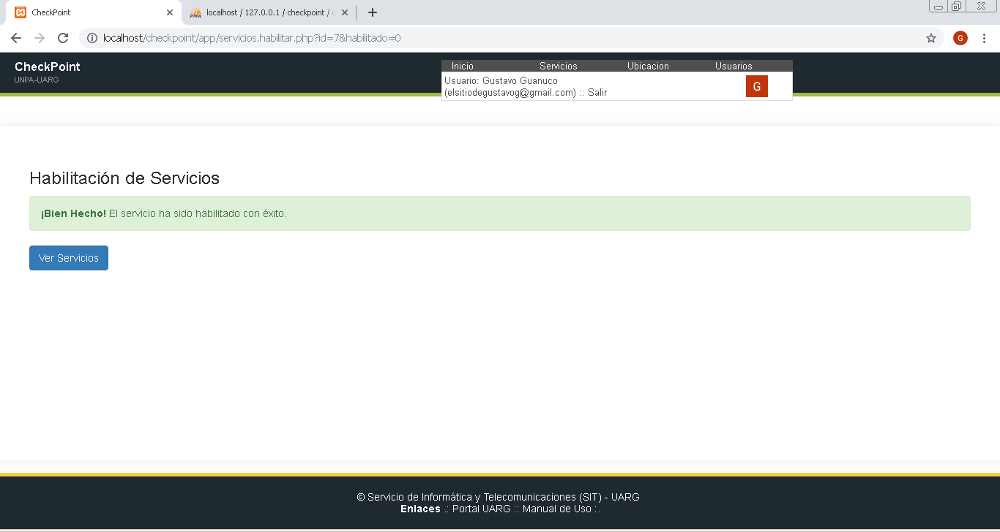 CheckPoint
localhost / 127.0.0.1 / checkpoint /
localhost/checkpoint/app/servicios.habilitar.php?id=7&habilitado=0
G
CheckPoint
UNPA-UARG
Inicio Servicios Ubicacion Usuarios
Usuario: Gustavo Guanuco
(elsitiodegustavog@gmail.com) :: Salir
G
Habilitación de Servicios
¡Bien Hecho! El servicio ha sido habilitado con éxito.
Ver Servicios
© Servicio de Informática y Telecomunicaciones (SIT) - UARG
Enlaces .: Portal UARG :: Manual de Uso :.